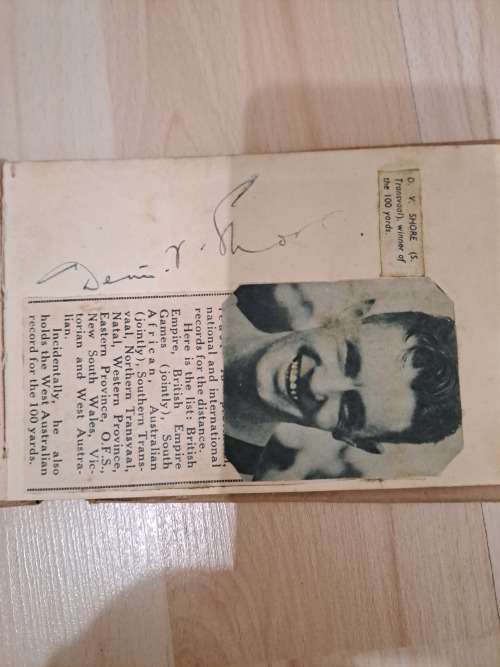 D. V. SHORE (S.
Transvaal), winner of
the 100 yards.
Denis. V. Shore.
national and international
records for the distance.
Here is the list: British
Empire, British Empire
Games (jointly), South
African, Australian
(jointly), Southern Trans-
vaal, Northern Transvaal,
Natal, Western Province,
Eastern Province, O.F.S.,
New South Wales, Vic-
torian and West Austra-
lian.
Incidentally, he also
holds the West Australian
record for the 100 yards.